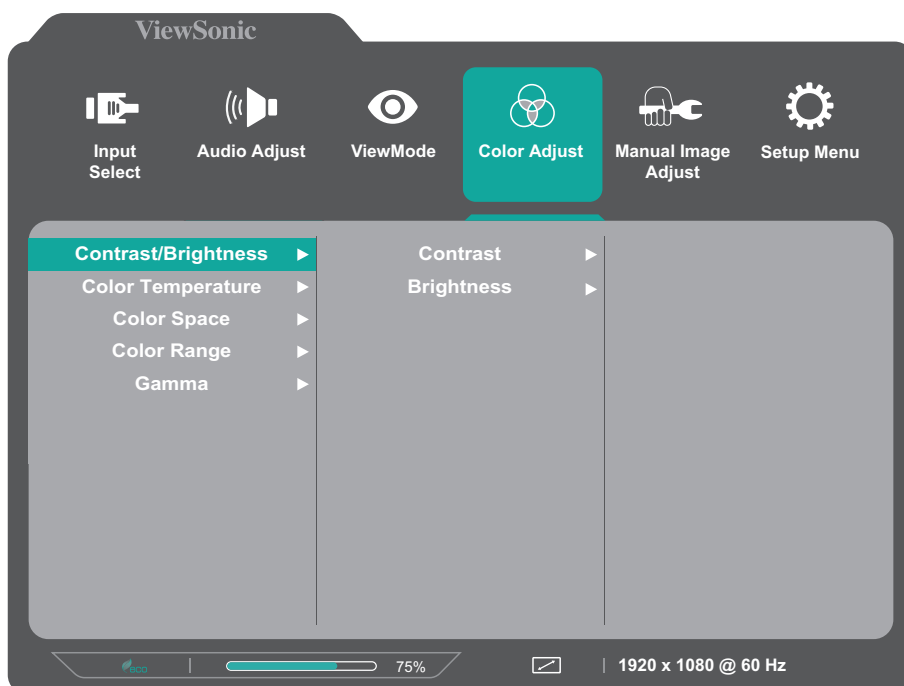 ViewSonic
Input
Select
Audio Adjust
ViewMode
Color Adjust
Manual Image
Adjust
Setup Menu
Contrast/Brightness
Color Temperature
Color Space
Color Range
Gamma
Contrast
Brightness
75%
1920 x 1080 @ 60 Hz